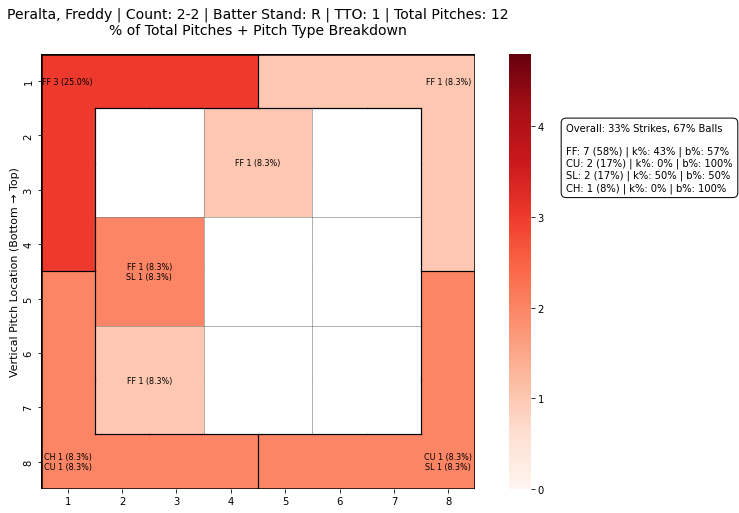 Peralta, Freddy | Count: 2-2 | Batter Stand: R | TTO: 1 | Total Pitches: 12
% of Total Pitches + Pitch Type Breakdown
FF 3 (25.0%)
FF 1 (8.3%)
FF 1 (8.3%)
FF 1 (8.3%)
SL 1 (8.3%)
FF 1 (8.3%)
CH 1 (8.3%)
CU 1 (8.3%)
CU 1 (8.3%)
SL 1 (8.3%)
Vertical Pitch Location (Bottom → Top)
1
2
3
4
5
6
7
8
1 2 3 4 5 6 7 8
4
3
2
1
0
Overall: 33% Strikes, 67% Balls
FF: 7 (58%) | k%: 43% | b%: 57%
CU: 2 (17%) | k%: 0% | b%: 100%
SL: 2 (17%) | k%: 50% | b%: 50%
CH: 1 (8%) | k%: 0% | b%: 100%